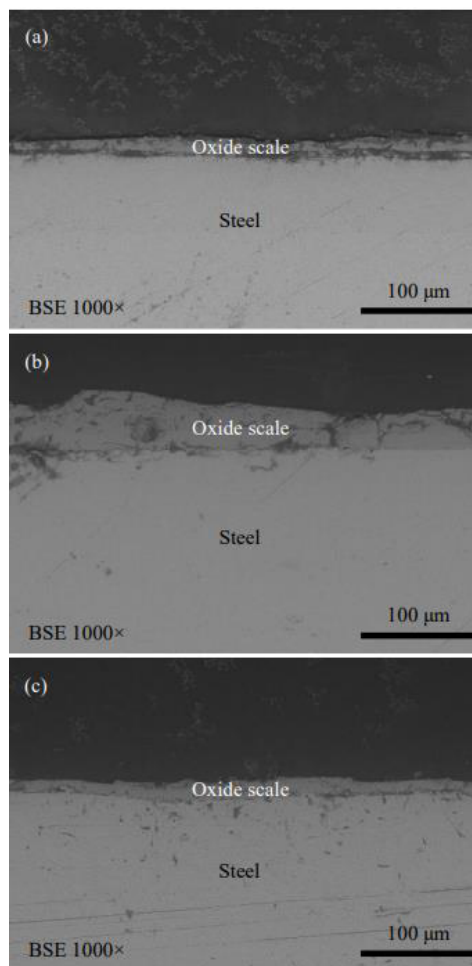 (a)
Oxide scale
Steel
100 μm
BSE 1000×
(b)
Oxide scale
Steel
100 μm
BSE 1000×
(c)
Oxide scale
Steel
100 μm
BSE 1000×